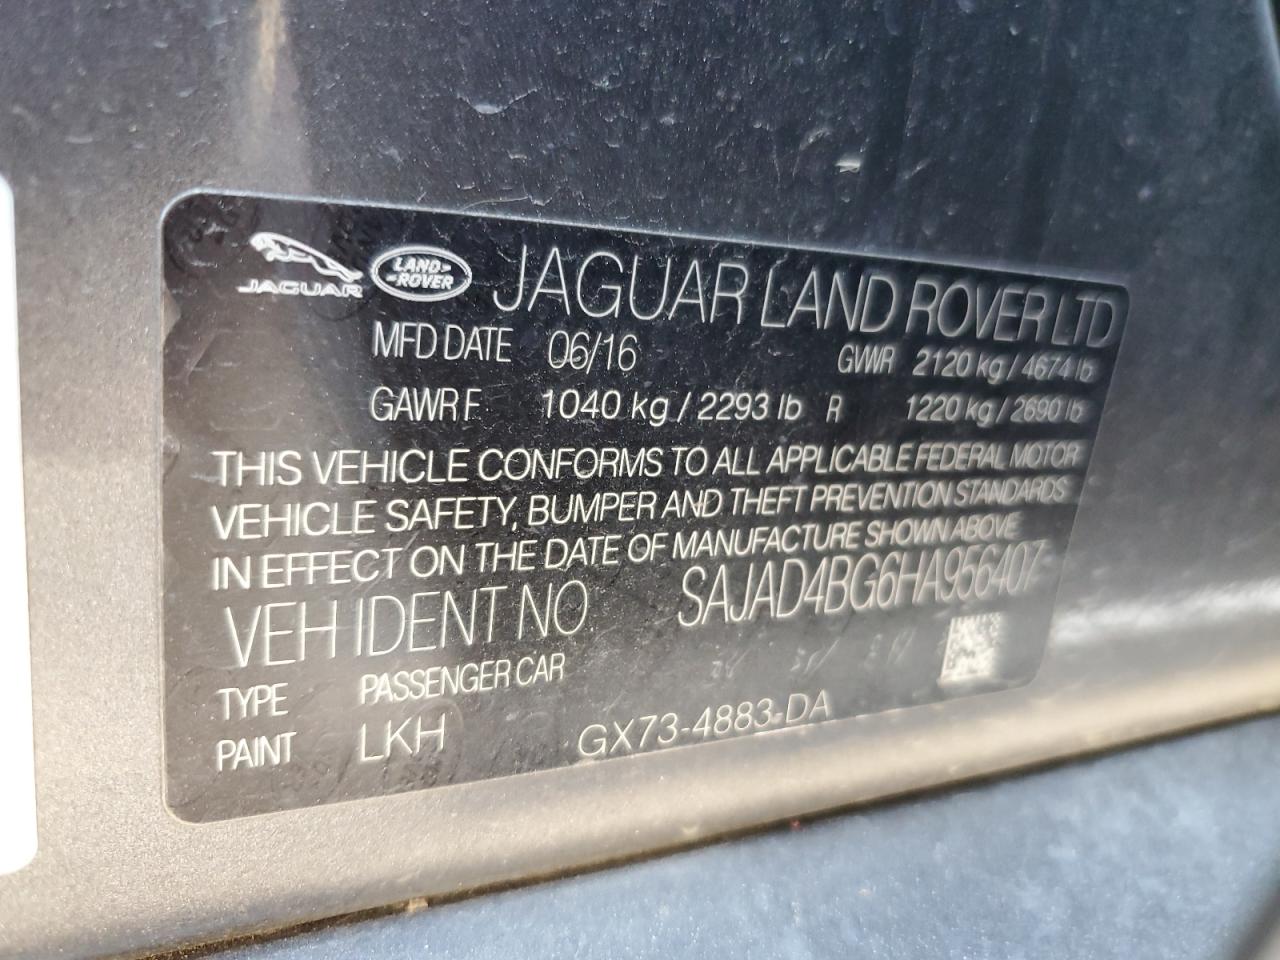 JAGUAR LAND ROVER JAGUAR LAND ROVER LTD
MFD DATE 06/16 GVWR 2120 kg / 4674 lb
GAWR F 1040 kg / 2293 lb R 1220 kg / 2690 lb
THIS VEHICLE CONFORMS TO ALL APPLICABLE FEDERAL MOTOR
VEHICLE SAFETY, BUMPER AND THEFT PREVENTION STANDARDS
IN EFFECT ON THE DATE OF MANUFACTURE SHOWN ABOVE
VEH IDENT NO SAJAD4BG6HA956407
TYPE PASSENGER CAR
PAINT LKH GX73-4883-DA